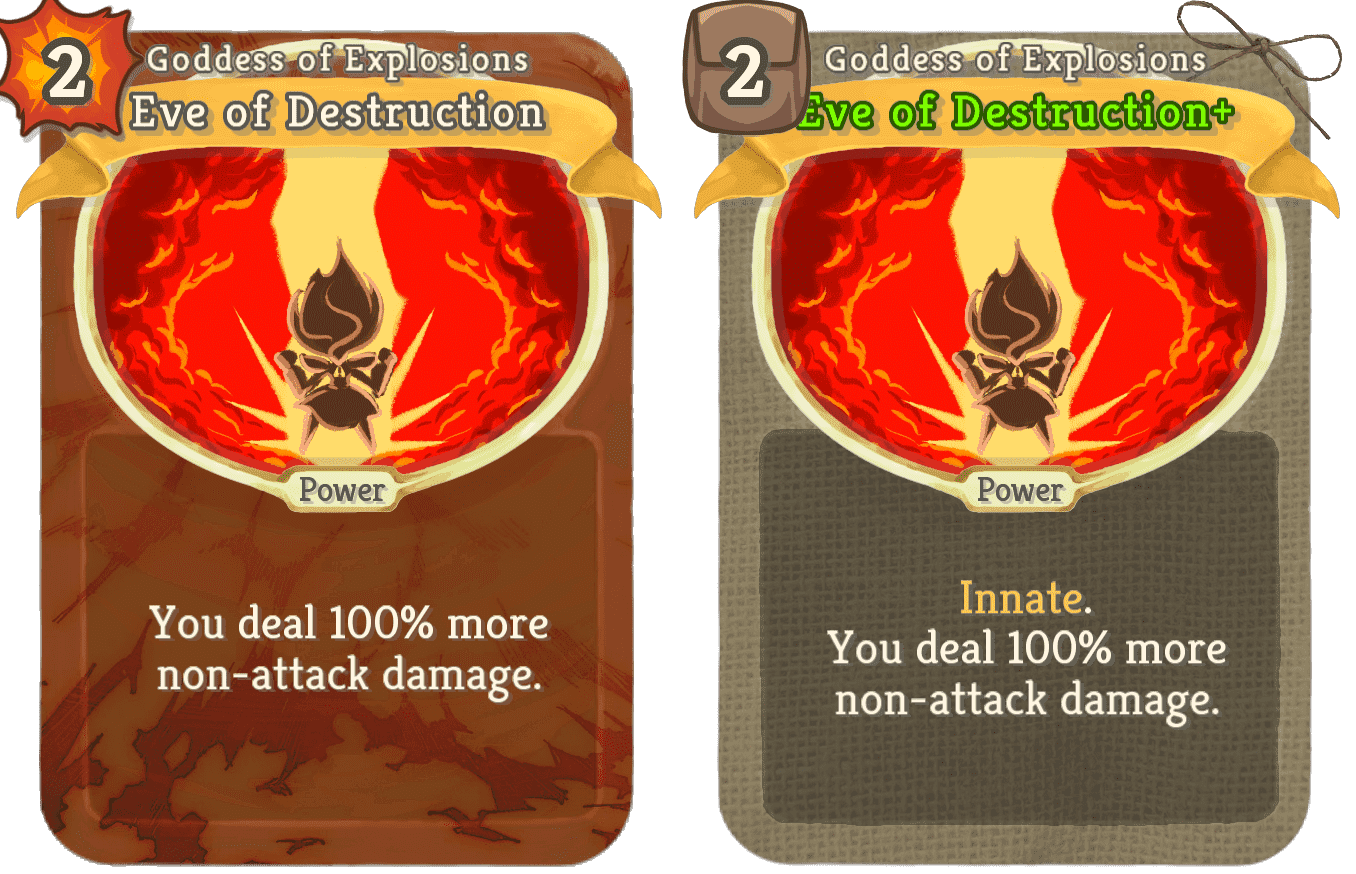 2
Goddess of Explosions
Eve of Destruction
Power
You deal 100% more
non-attack damage.
2
Goddess of Explosions
Eve of Destruction+
Power
Innate.
You deal 100% more
non-attack damage.